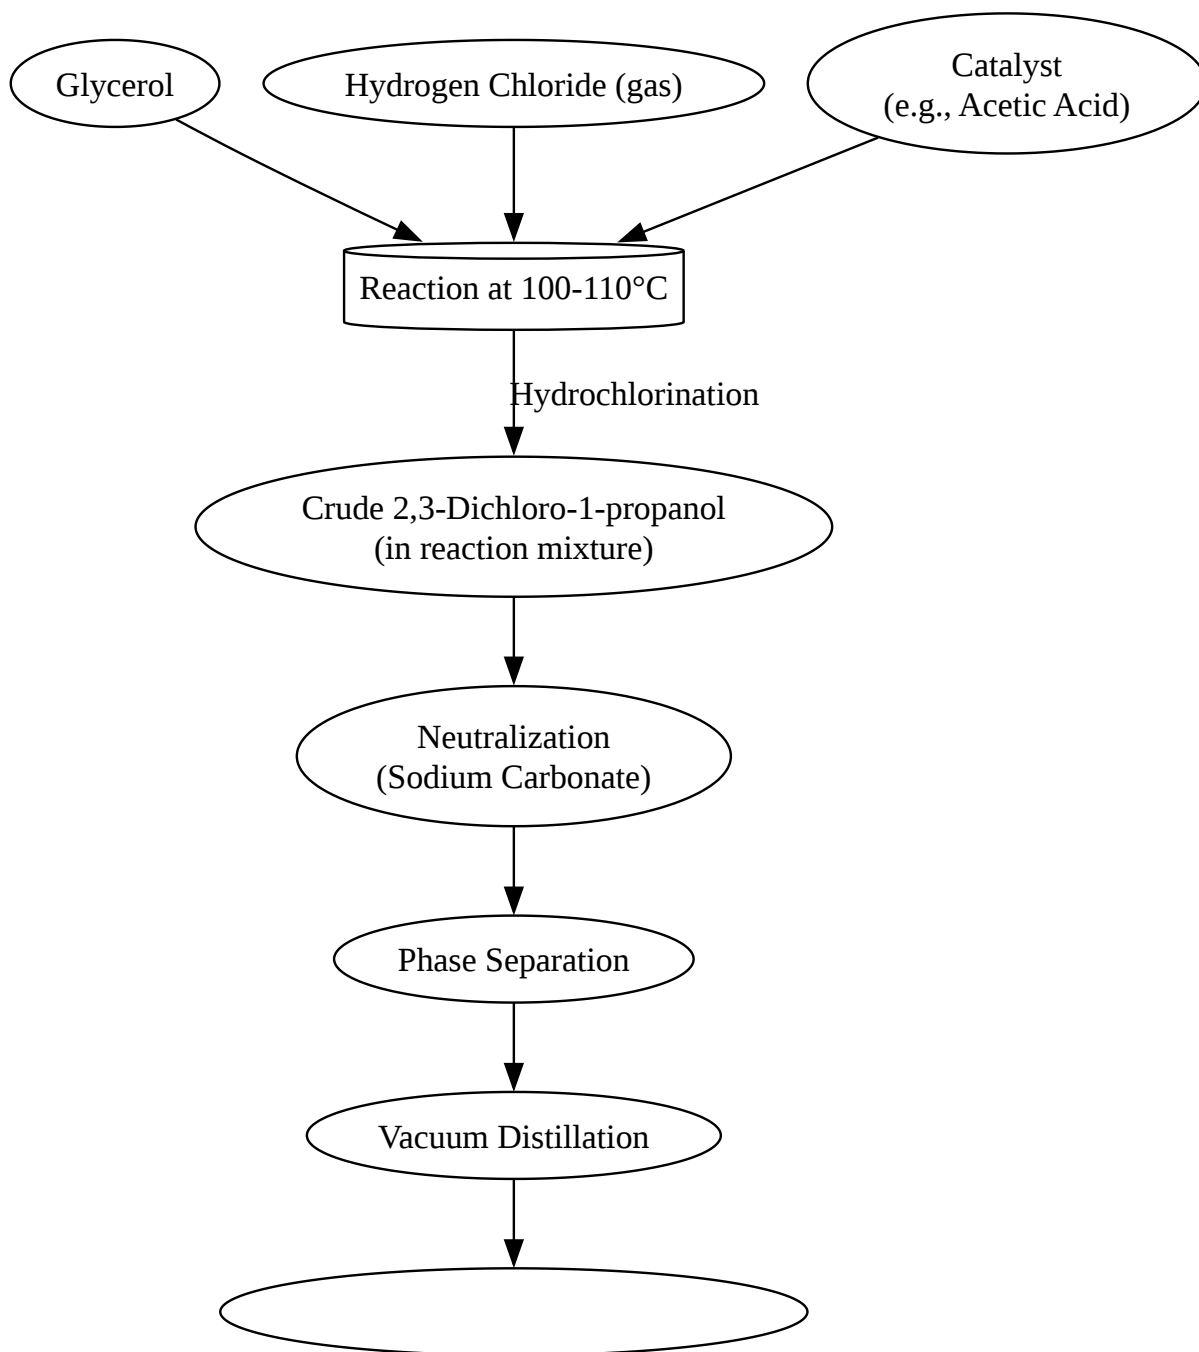 Glycerol
Hydrogen Chloride (gas)
Catalyst
(e.g., Acetic Acid)
Reaction at 100-110°C
Hydrochlorination
Crude 2,3-Dichloro-1-propanol
(in reaction mixture)
Neutralization
(Sodium Carbonate)
Phase Separation
Vacuum Distillation